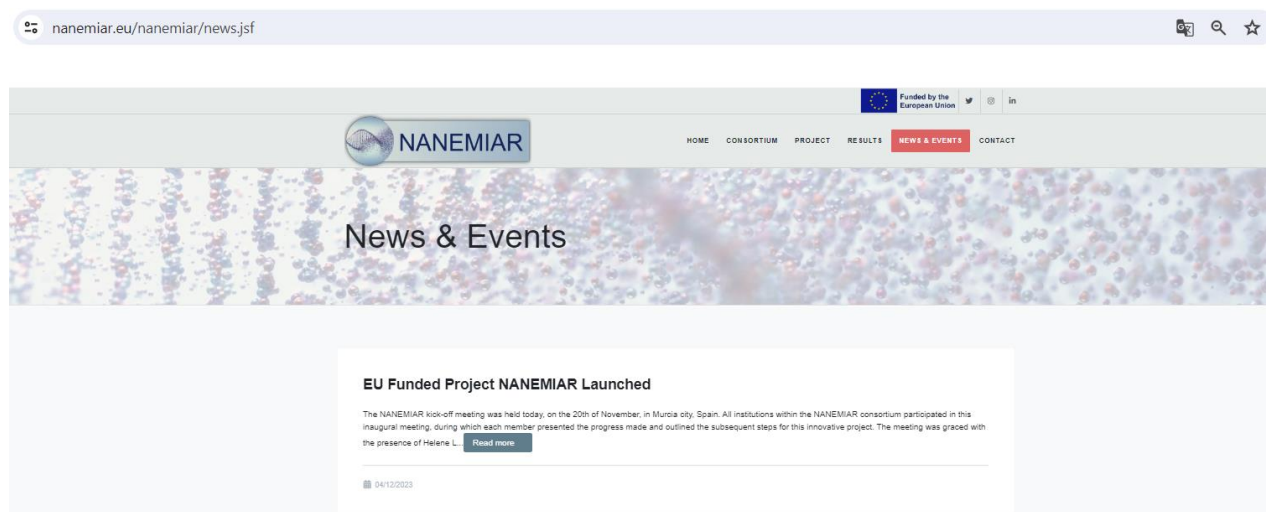 nanemiar.eu/nanemiar/news.jsf
Funded by the
European Union
in
NANEMIAR
HOME CONSORTIUM PROJECT RESULTS NEWS & EVENTS CONTACT
News & Events
EU Funded Project NANEMIAR Launched
The NANEMIAR kick-off meeting was held today, on the 20th of November, in Murcia city, Spain. All institutions within the NANEMIAR consortium participated in this
inaugural meeting, during which each member presented the progress made and outlined the subsequent steps for this innovative project. The meeting was graced with
the presence of Helene L... Read more
04/12/2023